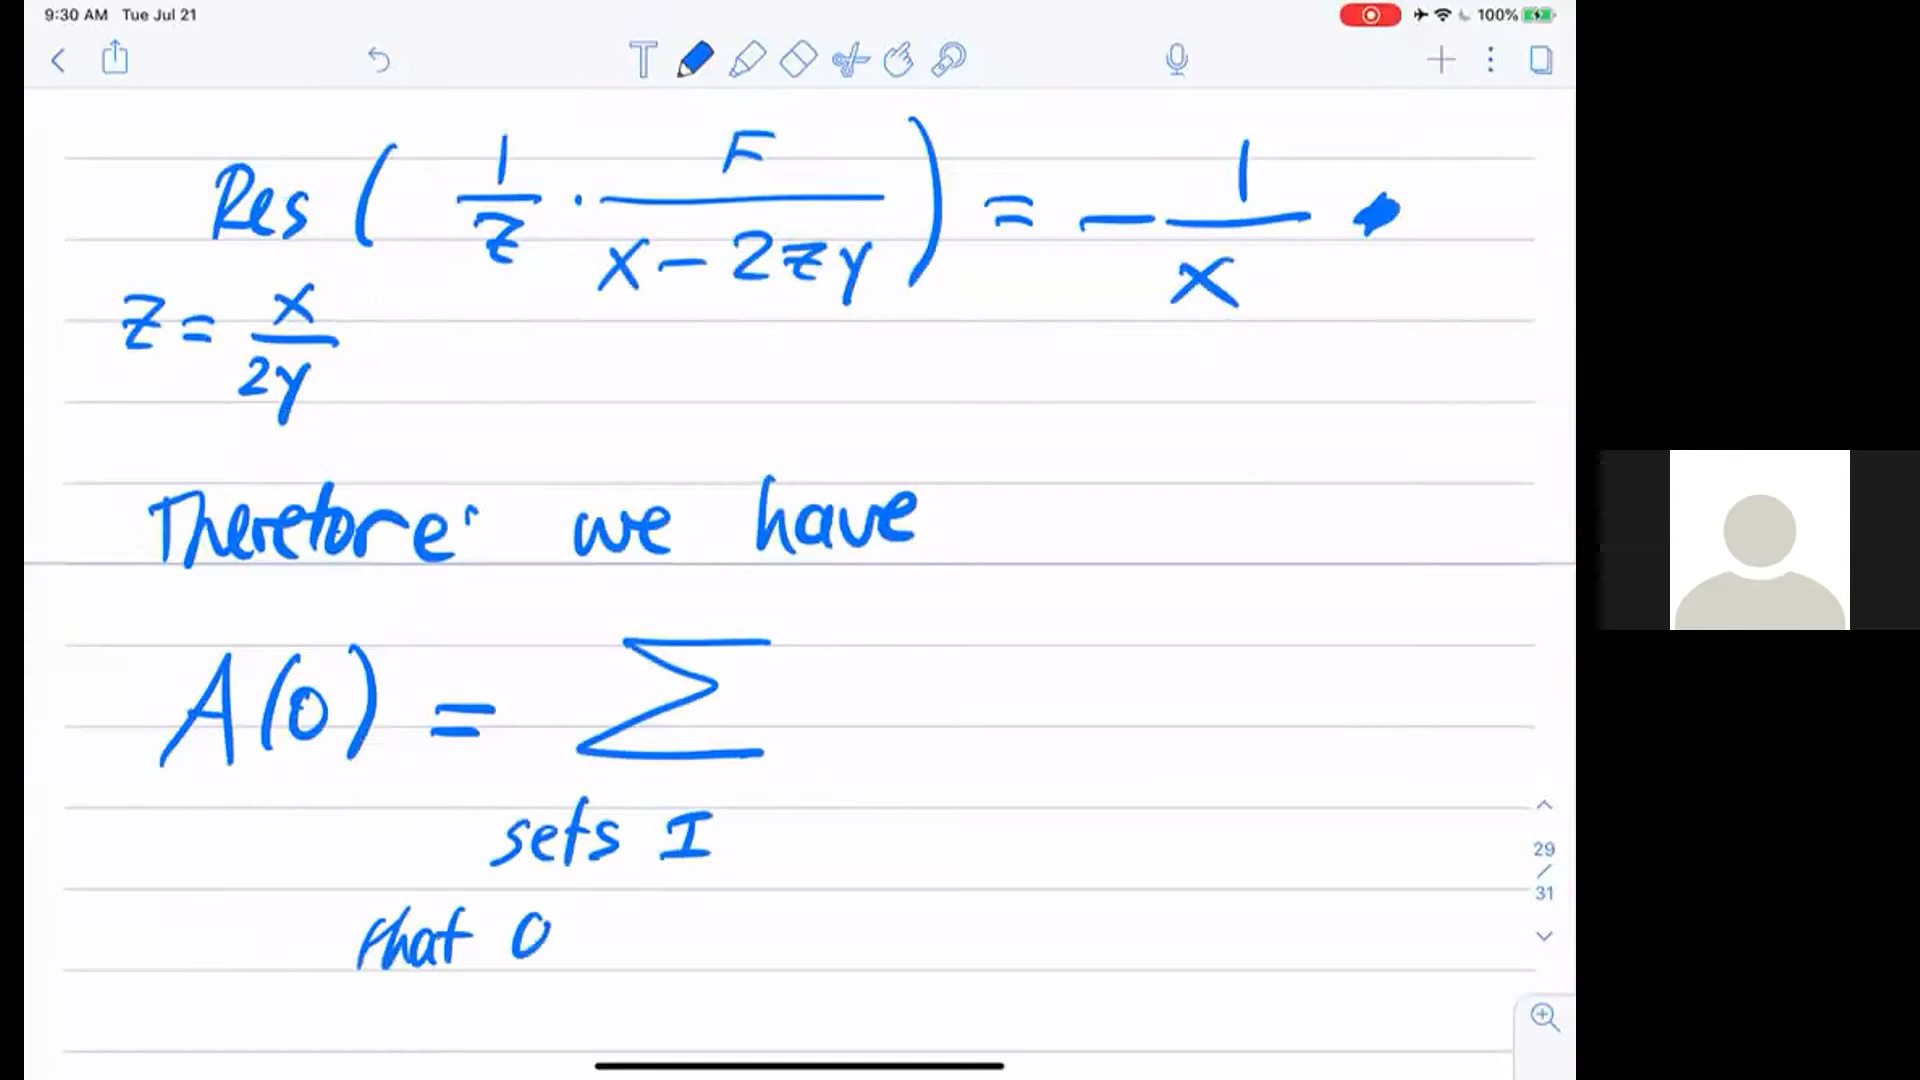 9:30 AM Tue Jul 21 100%
Res ( 1/z · F/(x - 2zy) ) = - 1/x
z = x/2y
Therefore: we have
A(0) = Σ
sets I
that 0
29
/
31